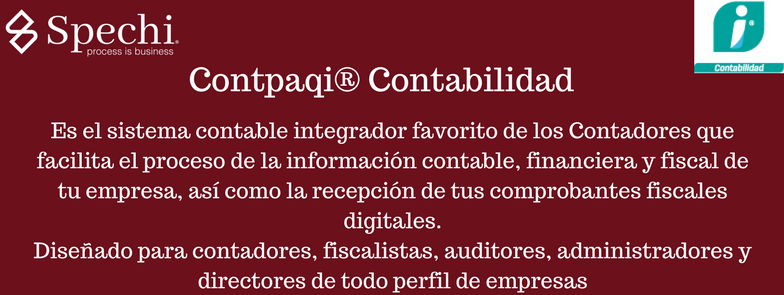 Spechi®
process is business
Contabilidad
Contpaqi® Contabilidad
Es el sistema contable integrador favorito de los Contadores que
facilita el proceso de la información contable, financiera y fiscal de
tu empresa, así como la recepción de tus comprobantes fiscales
digitales.
Diseñado para contadores, fiscalistas, auditores, administradores y
directores de todo perfil de empresas